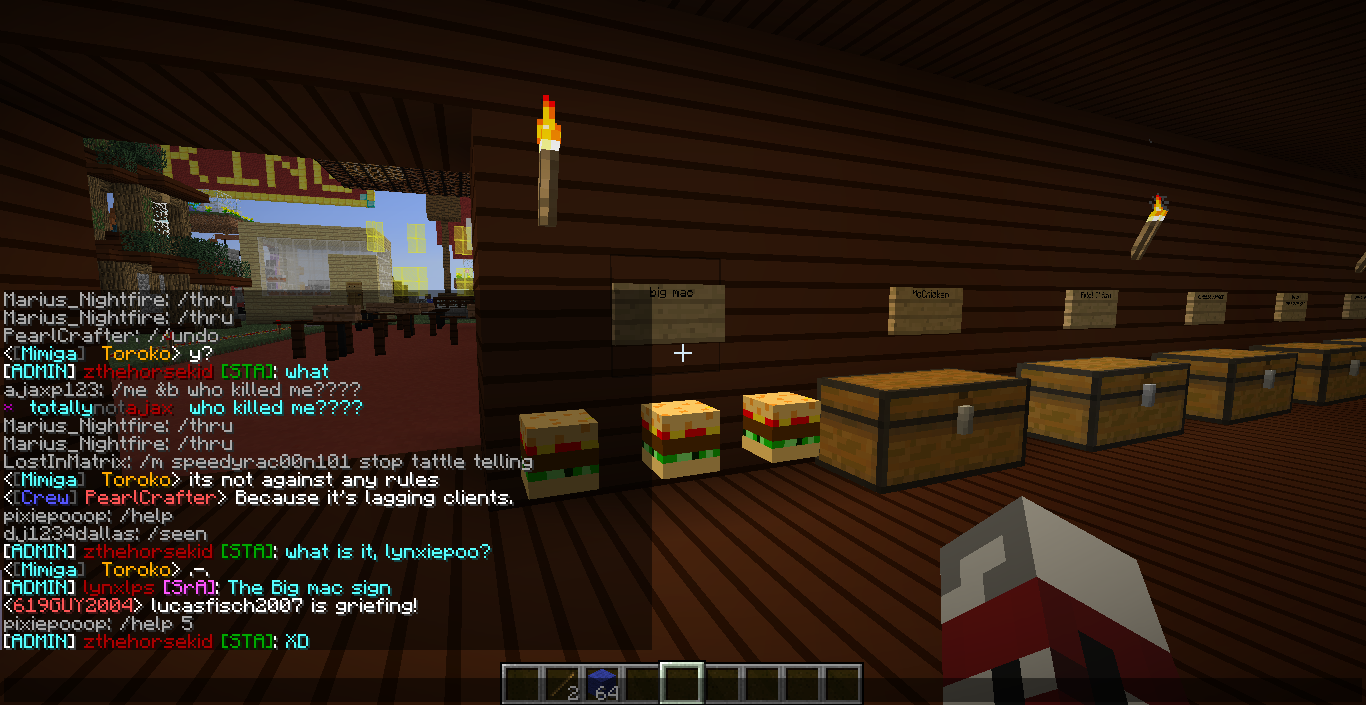 KING
big mac
McChicken
Marius_Nightfire: /thru
Marius_Nightfire: /thru
PearlCrafter: //undo
<[Mimiga] Toroko> y?
[ADMIN] zthehorsekid [STA]: what
ajaxp123: /me &b who killed me????
* totallynotajax who killed me????
Marius_Nightfire: /thru
Marius_Nightfire: /thru
LostInMatrix: /m speedyrac00n101 stop tattle telling
<[Mimiga] Toroko> its not against any rules
<[Crew] PearlCrafter> Because it's lagging clients.
pixiepooop: /help
dj1234dallas: /seen
[ADMIN] zthehorsekid [STA]: what is it, lynxiepoo?
<[Mimiga] Toroko> .-.
[ADMIN] lynxlps [SrA]: The Big mac sign
<619GUY2004> lucasfisch2007 is griefing!
pixiepooop: /help 5
[ADMIN] zthehorsekid [STA]: XD
2
64